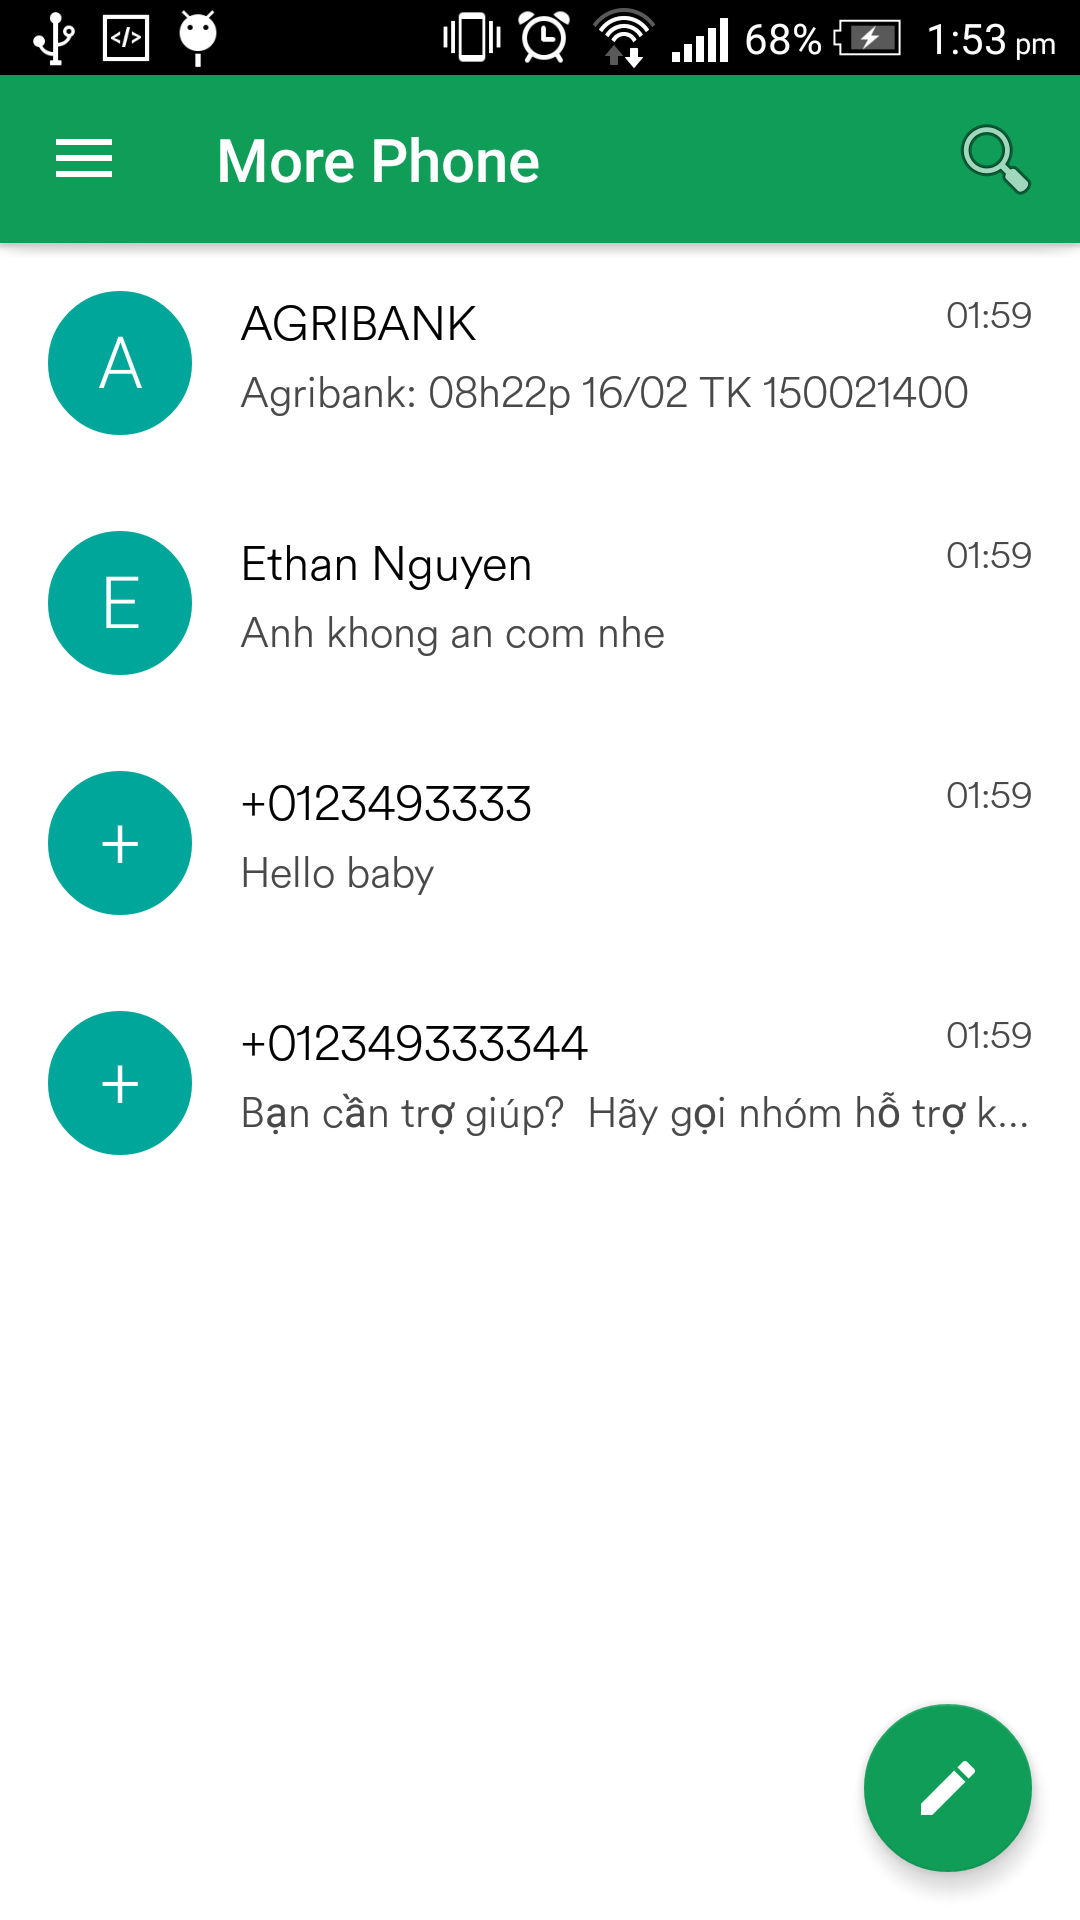 68% 1:53 pm
More Phone
AGRIBANK 01:59
Agribank: 08h22p 16/02 TK 150021400
A
Ethan Nguyen 01:59
Anh khong an com nhe
E
+0123493333 01:59
Hello baby
+
+012349333344 01:59
Bạn cần trợ giúp? Hãy gọi nhóm hỗ trợ k...
+